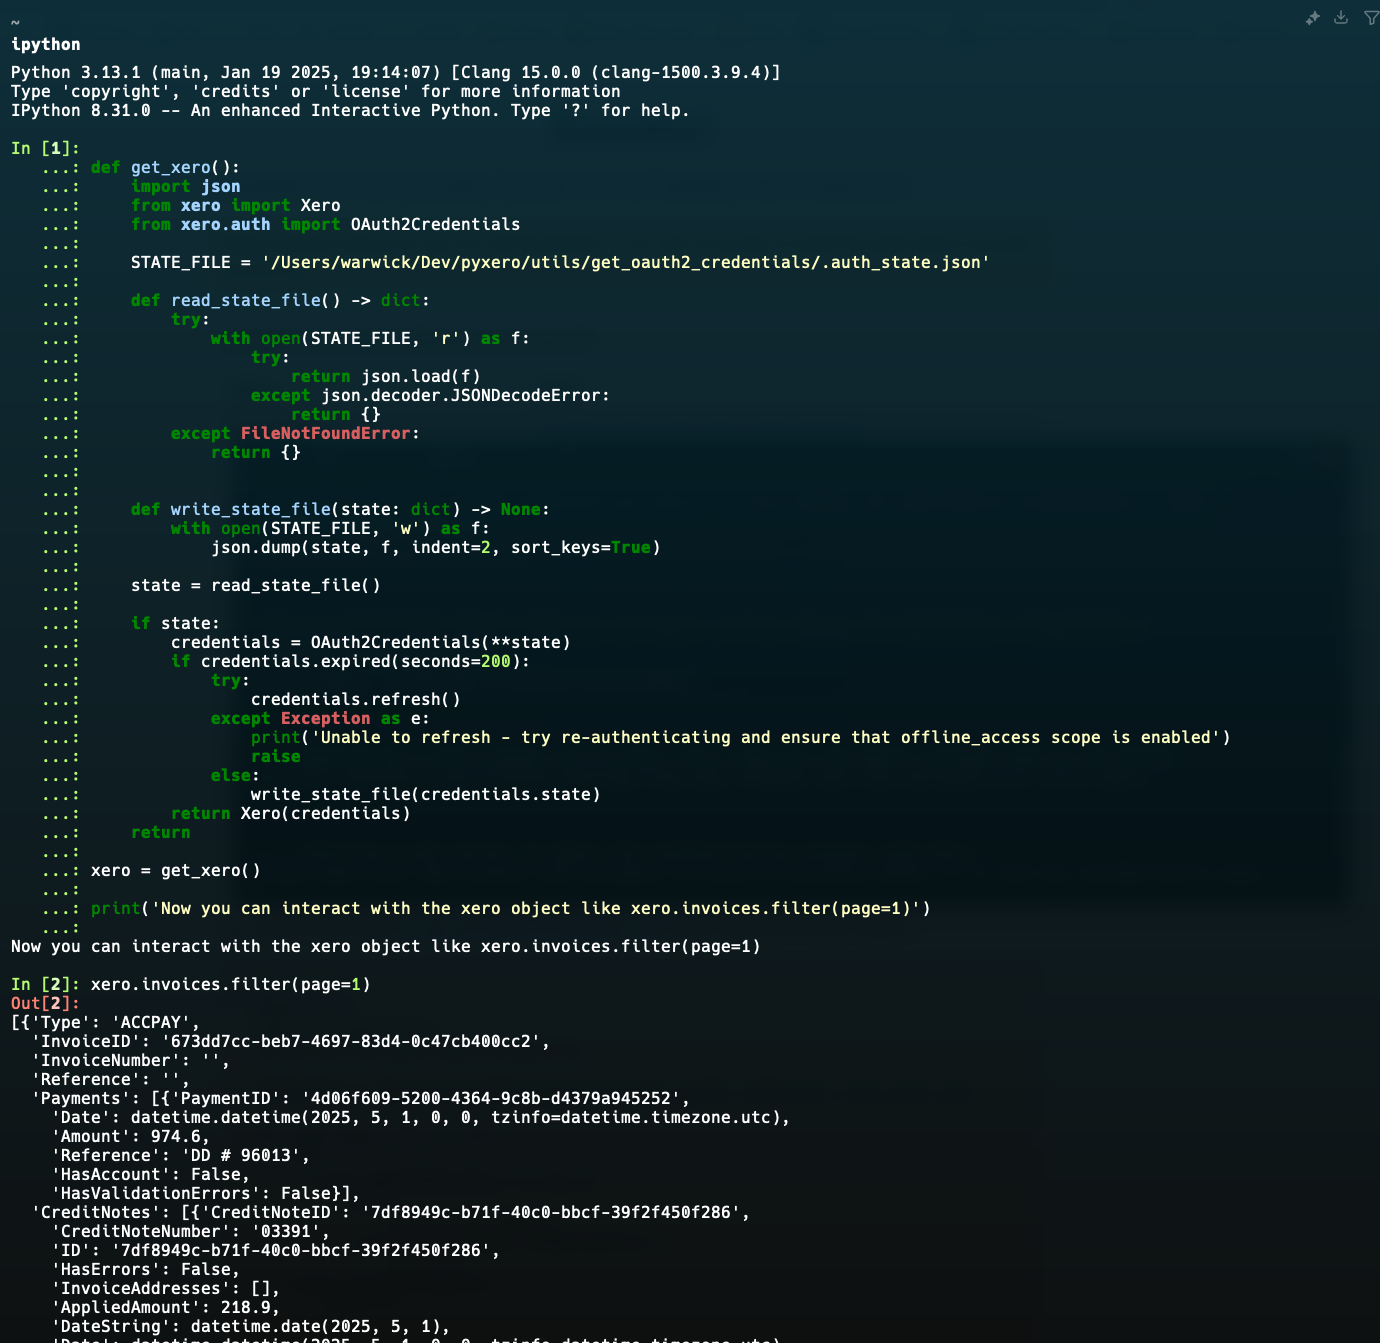 ~
ipython
Python 3.13.1 (main, Jan 19 2025, 19:14:07) [Clang 15.0.0 (clang-1500.3.9.4)]
Type 'copyright', 'credits' or 'license' for more information
IPython 8.31.0 -- An enhanced Interactive Python. Type '?' for help.

In [1]:
   ...: def get_xero():
   ...:     import json
   ...:     from xero import Xero
   ...:     from xero.auth import OAuth2Credentials
   ...:
   ...:     STATE_FILE = '/Users/warwick/Dev/pyxero/utils/get_oauth2_credentials/.auth_state.json'
   ...:
   ...:     def read_state_file() -> dict:
   ...:         try:
   ...:             with open(STATE_FILE, 'r') as f:
   ...:                 try:
   ...:                     return json.load(f)
   ...:                 except json.decoder.JSONDecodeError:
   ...:                     return {}
   ...:         except FileNotFoundError:
   ...:             return {}
   ...:
   ...:
   ...:     def write_state_file(state: dict) -> None:
   ...:         with open(STATE_FILE, 'w') as f:
   ...:             json.dump(state, f, indent=2, sort_keys=True)
   ...:
   ...:     state = read_state_file()
   ...:
   ...:     if state:
   ...:         credentials = OAuth2Credentials(**state)
   ...:         if credentials.expired(seconds=200):
   ...:             try:
   ...:                 credentials.refresh()
   ...:             except Exception as e:
   ...:                 print('Unable to refresh - try re-authenticating and ensure that offline_access scope is enabled')
   ...:                 raise
   ...:             else:
   ...:                 write_state_file(credentials.state)
   ...:         return Xero(credentials)
   ...:     return
   ...:
   ...: xero = get_xero()
   ...:
   ...: print('Now you can interact with the xero object like xero.invoices.filter(page=1)')
   ...:
Now you can interact with the xero object like xero.invoices.filter(page=1)

In [2]: xero.invoices.filter(page=1)
Out[2]:
[{'Type': 'ACCPAY',
  'InvoiceID': '673dd7cc-beb7-4697-83d4-0c47cb400cc2',
  'InvoiceNumber': '',
  'Reference': '',
  'Payments': [{'PaymentID': '4d06f609-5200-4364-9c8b-d4379a945252',
    'Date': datetime.datetime(2025, 5, 1, 0, 0, tzinfo=datetime.timezone.utc),
    'Amount': 974.6,
    'Reference': 'DD # 96013',
    'HasAccount': False,
    'HasValidationErrors': False}],
  'CreditNotes': [{'CreditNoteID': '7df8949c-b71f-40c0-bbcf-39f2f450f286',
    'CreditNoteNumber': '03391',
    'ID': '7df8949c-b71f-40c0-bbcf-39f2f450f286',
    'HasErrors': False,
    'InvoiceAddresses': [],
    'AppliedAmount': 218.9,
    'DateString': datetime.date(2025, 5, 1),
    'Date': datetime.datetime(2025, 5, 1, 0, 0, tzinfo=datetime.timezone.utc)